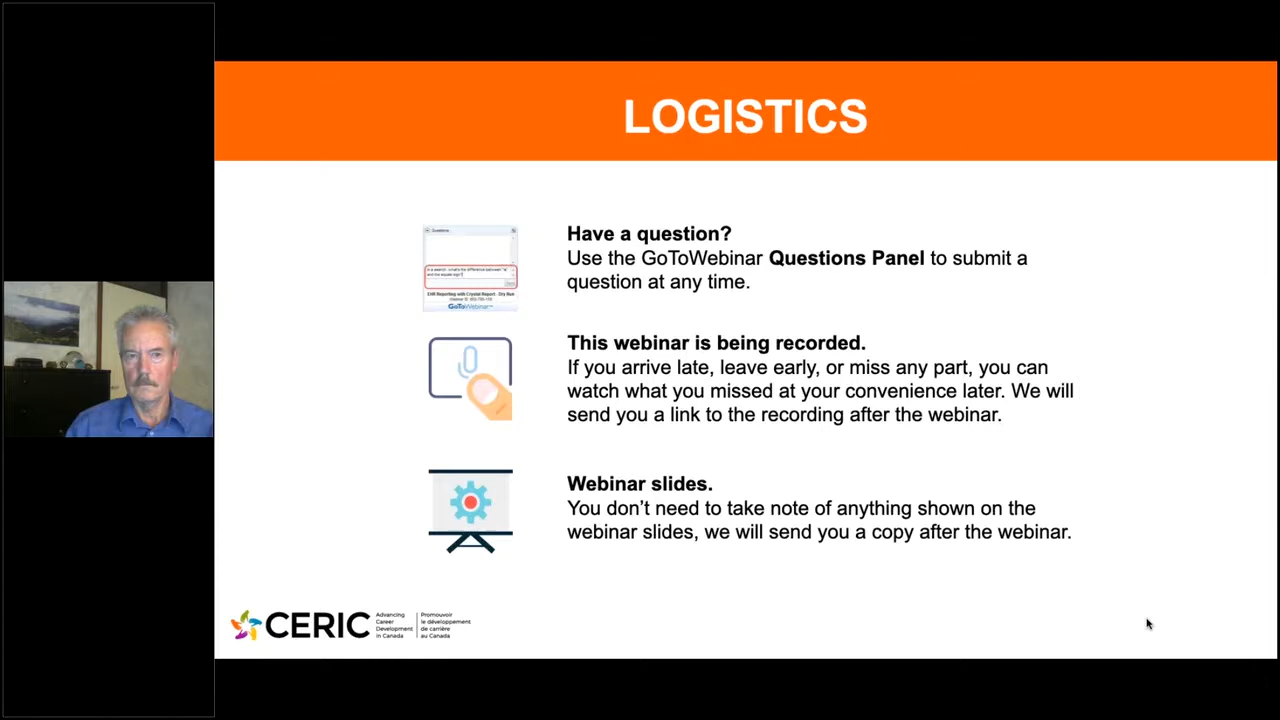 LOGISTICS
Have a question?
Use the GoToWebinar Questions Panel to submit a
question at any time.
Questions
GoToWebinar
This webinar is being recorded.
If you arrive late, leave early, or miss any part, you can
watch what you missed at your convenience later. We will
send you a link to the recording after the webinar.
Webinar slides.
You don’t need to take note of anything shown on the
webinar slides, we will send you a copy after the webinar.
CERIC
Advancing
Career
Development
in Canada
Promouvoir
le développement
de carrière
au Canada